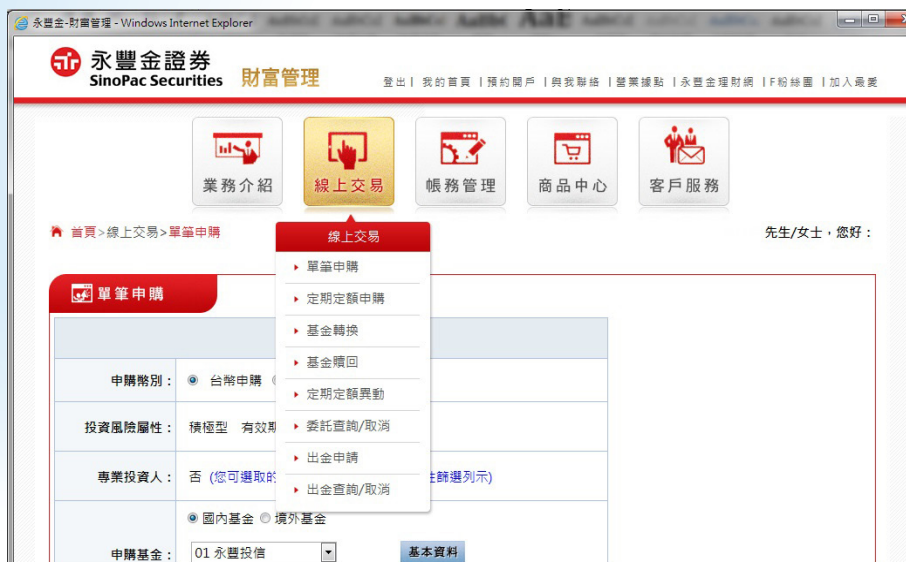 永豐金-財富管理 - Windows Internet Explorer
永豐金證券
SinoPac Securities 財富管理
登出 | 我的首頁 | 預約開戶 | 與我聯絡 | 營業據點 | 永豐金理財網 | F粉絲團 | 加入最愛
業務介紹 線上交易 帳務管理 商品中心 客戶服務
首頁>線上交易>單筆申購
先生/女士，您好：
線上交易
單筆申購
定期定額申購
基金轉換
基金贖回
定期定額異動
委託查詢/取消
出金申請
出金查詢/取消
單筆申購
申購幣別： 台幣申購
投資風險屬性： 積極型 有效期
專業投資人： 否 (您可選取的 性篩選列示)
國內基金 境外基金
申購基金： 01 永豐投信 基本資料